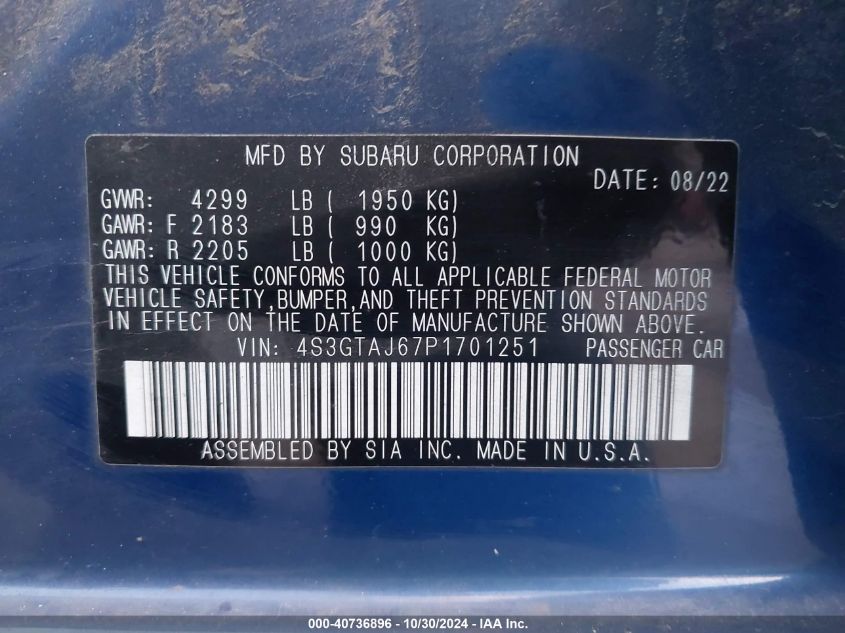 MFD BY SUBARU CORPORATION
DATE: 08/22
GVWR: 4299 LB ( 1950 KG)
GAWR: F 2183 LB ( 990 KG)
GAWR: R 2205 LB ( 1000 KG)
THIS VEHICLE CONFORMS TO ALL APPLICABLE FEDERAL MOTOR
VEHICLE SAFETY, BUMPER, AND THEFT PREVENTION STANDARDS
IN EFFECT ON THE DATE OF MANUFACTURE SHOWN ABOVE.
VIN: 4S3GTAJ67P1701251 PASSENGER CAR
ASSEMBLED BY SIA INC. MADE IN U.S.A.
000-40736896 - 10/30/2024 - IAA Inc.